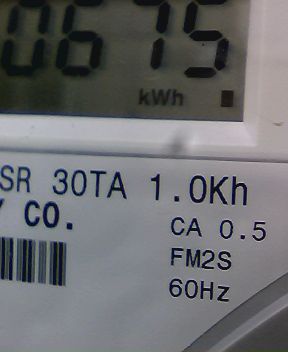 0675
kWh
SR 30TA 1.0Kh
Y CO.
CA 0.5
FM2S
60Hz